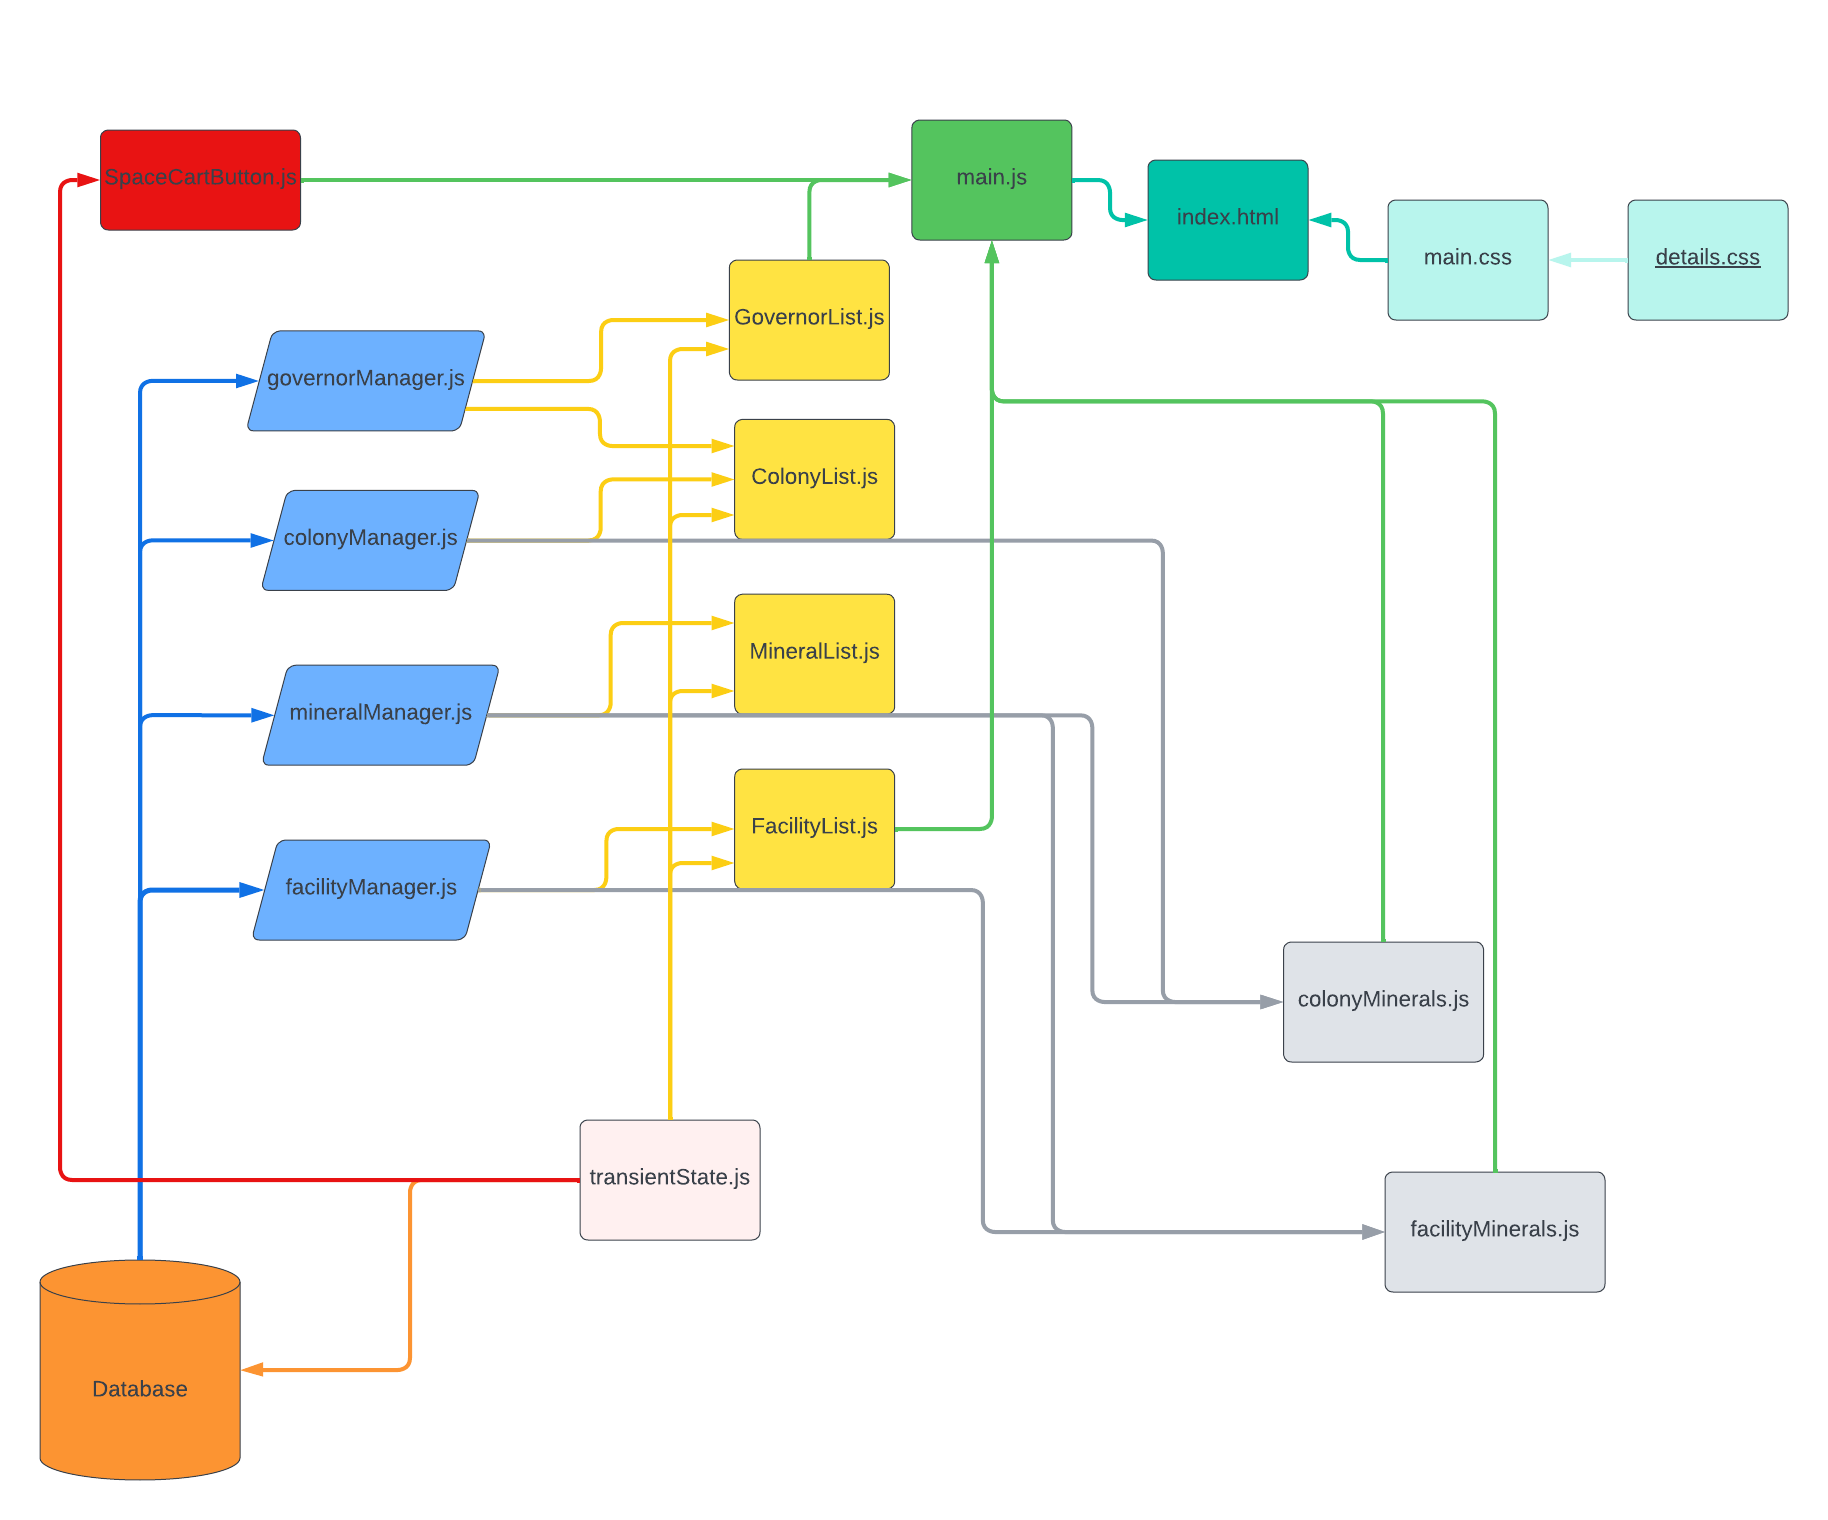 SpaceCartButton.js
main.js
index.html
main.css
details.css
GovernorList.js
governorManager.js
ColonyList.js
colonyManager.js
MineralList.js
mineralManager.js
FacilityList.js
facilityManager.js
colonyMinerals.js
transientState.js
facilityMinerals.js
Database